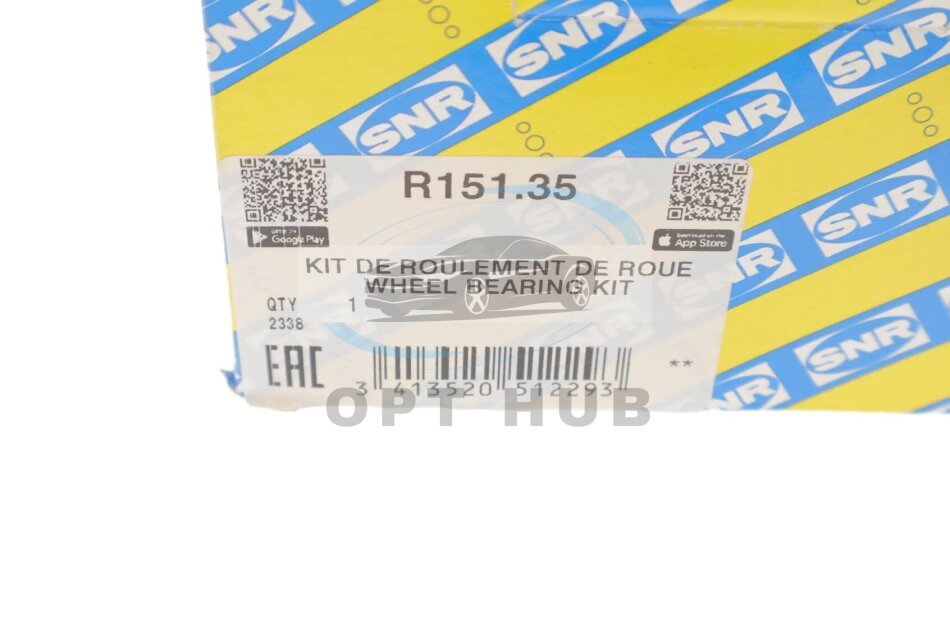 SNR
SNR
SNR
SNR
SNR
R151.35
SNR
GET IT ON
Google Play
Download on the
App Store
KIT DE ROULEMENT DE ROUE
WHEEL BEARING KIT
QTY 1
2338
SNR
EAC
3 413520 512293
**
OPT HUB